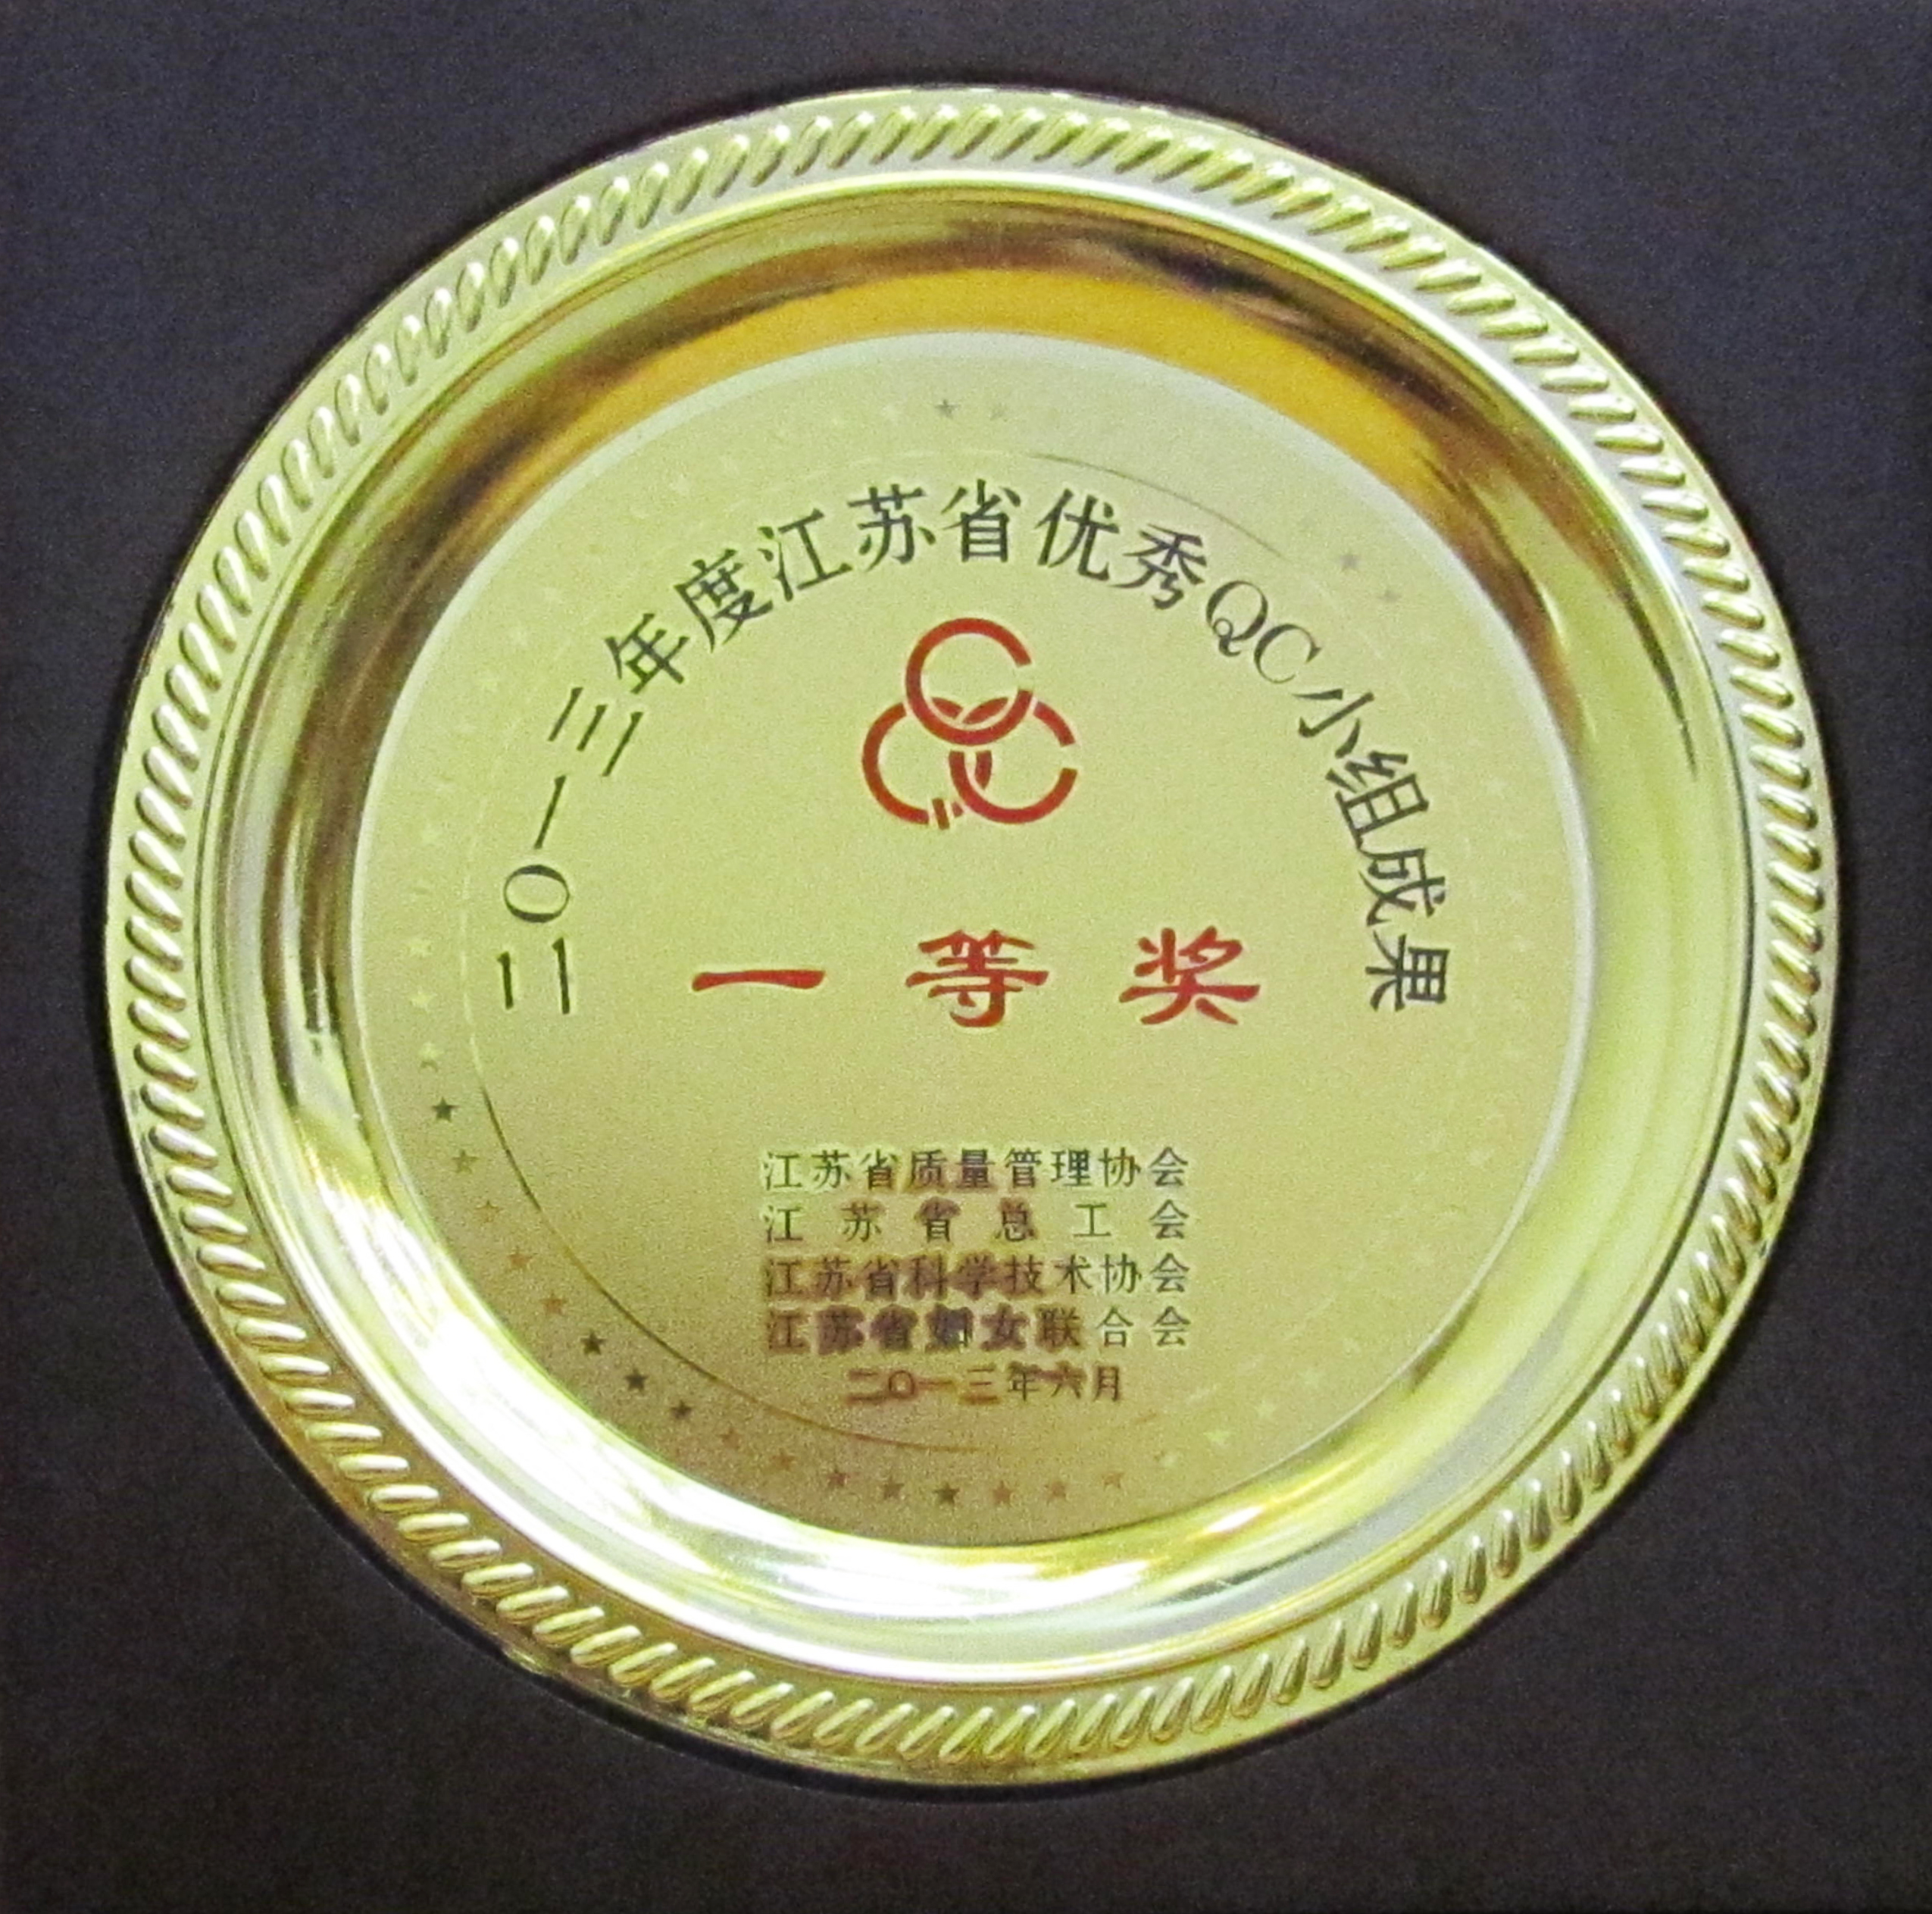 二〇一三年度江苏省优秀QC小组成果
一等奖
江苏省质量管理协会
江苏省总工会
江苏省科学技术协会
江苏省妇女联合会
二〇一三年六月